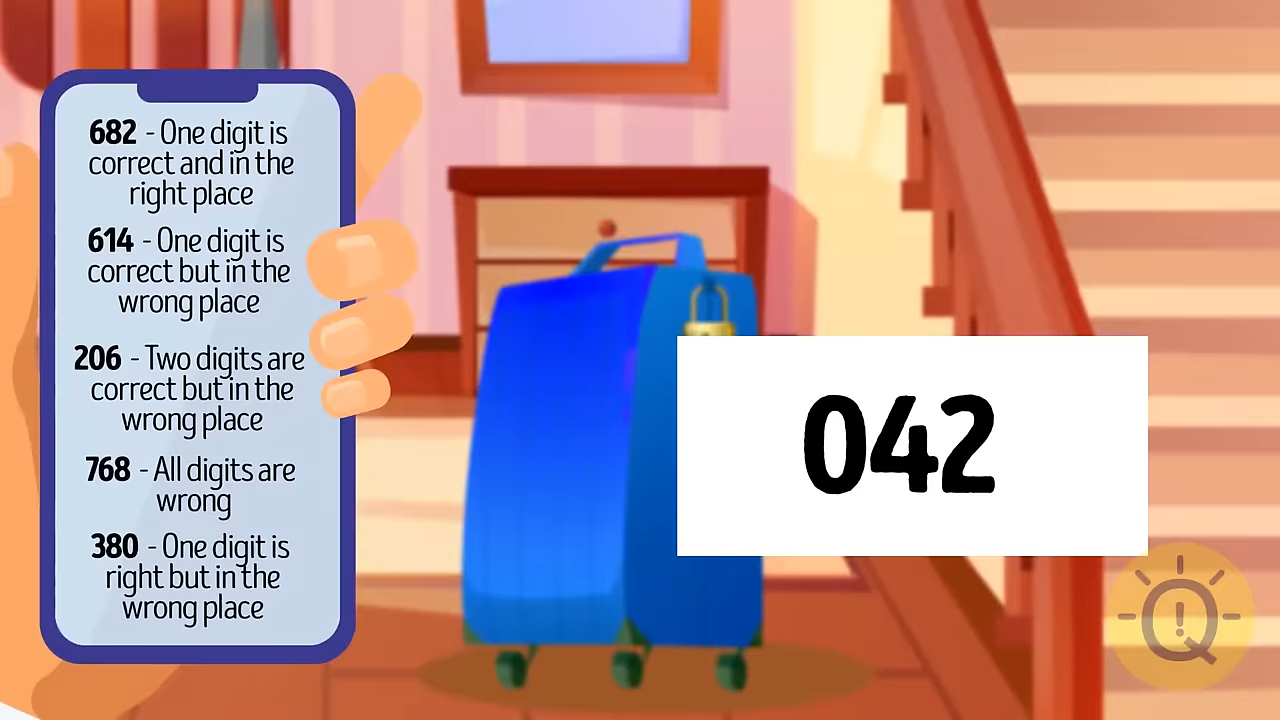 682 - One digit is
correct and in the
right place
614 - One digit is
correct but in the
wrong place
206 - Two digits are
correct but in the
wrong place
768 - All digits are
wrong
380 - One digit is
right but in the
wrong place
042
Q!